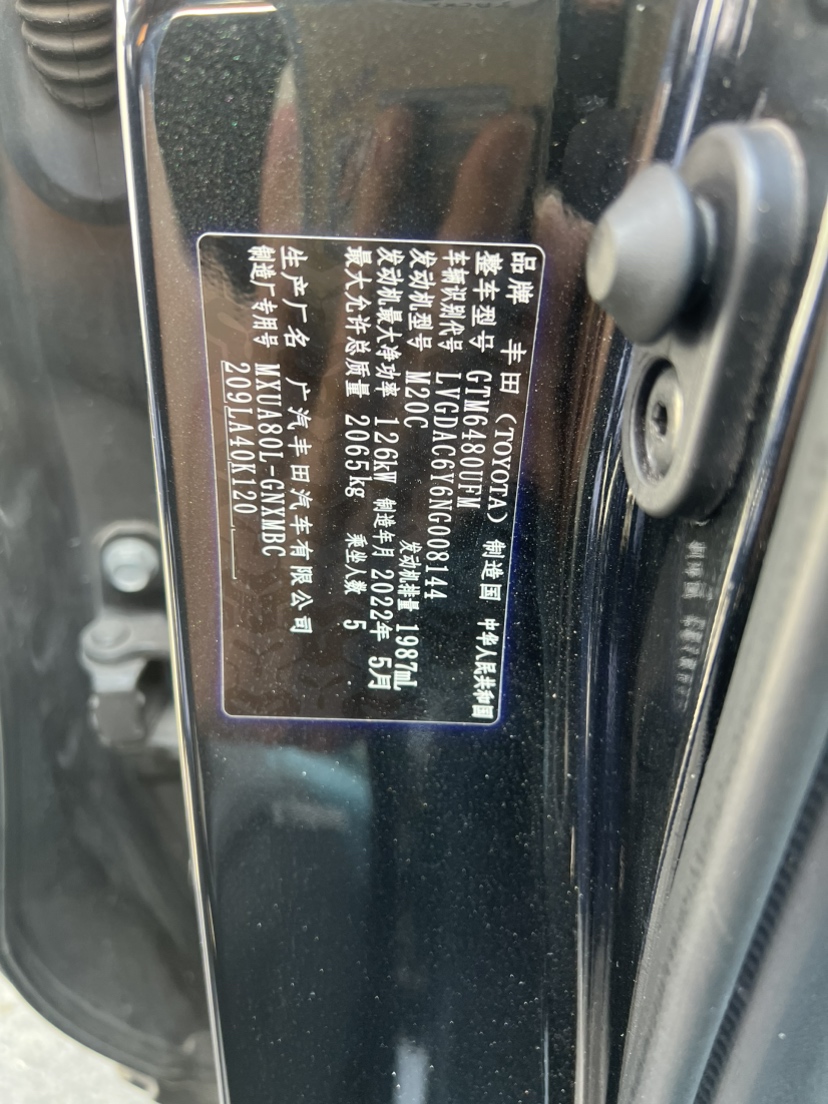 品牌 丰田（TOYOTA） 制造国 中华人民共和国
整车型号 GTM6480UFM
车辆识别代号 LVGDAC6Y6NG008144
发动机型号 M20C 发动机排量 1987mL
发动机最大净功率 126kW 制造年月 2022年 5月
最大允许总质量 2065kg 乘坐人数 5
生产厂名 广汽丰田汽车有限公司
制造厂专用号 MXUA80L-GNXMBC
209LA40K120